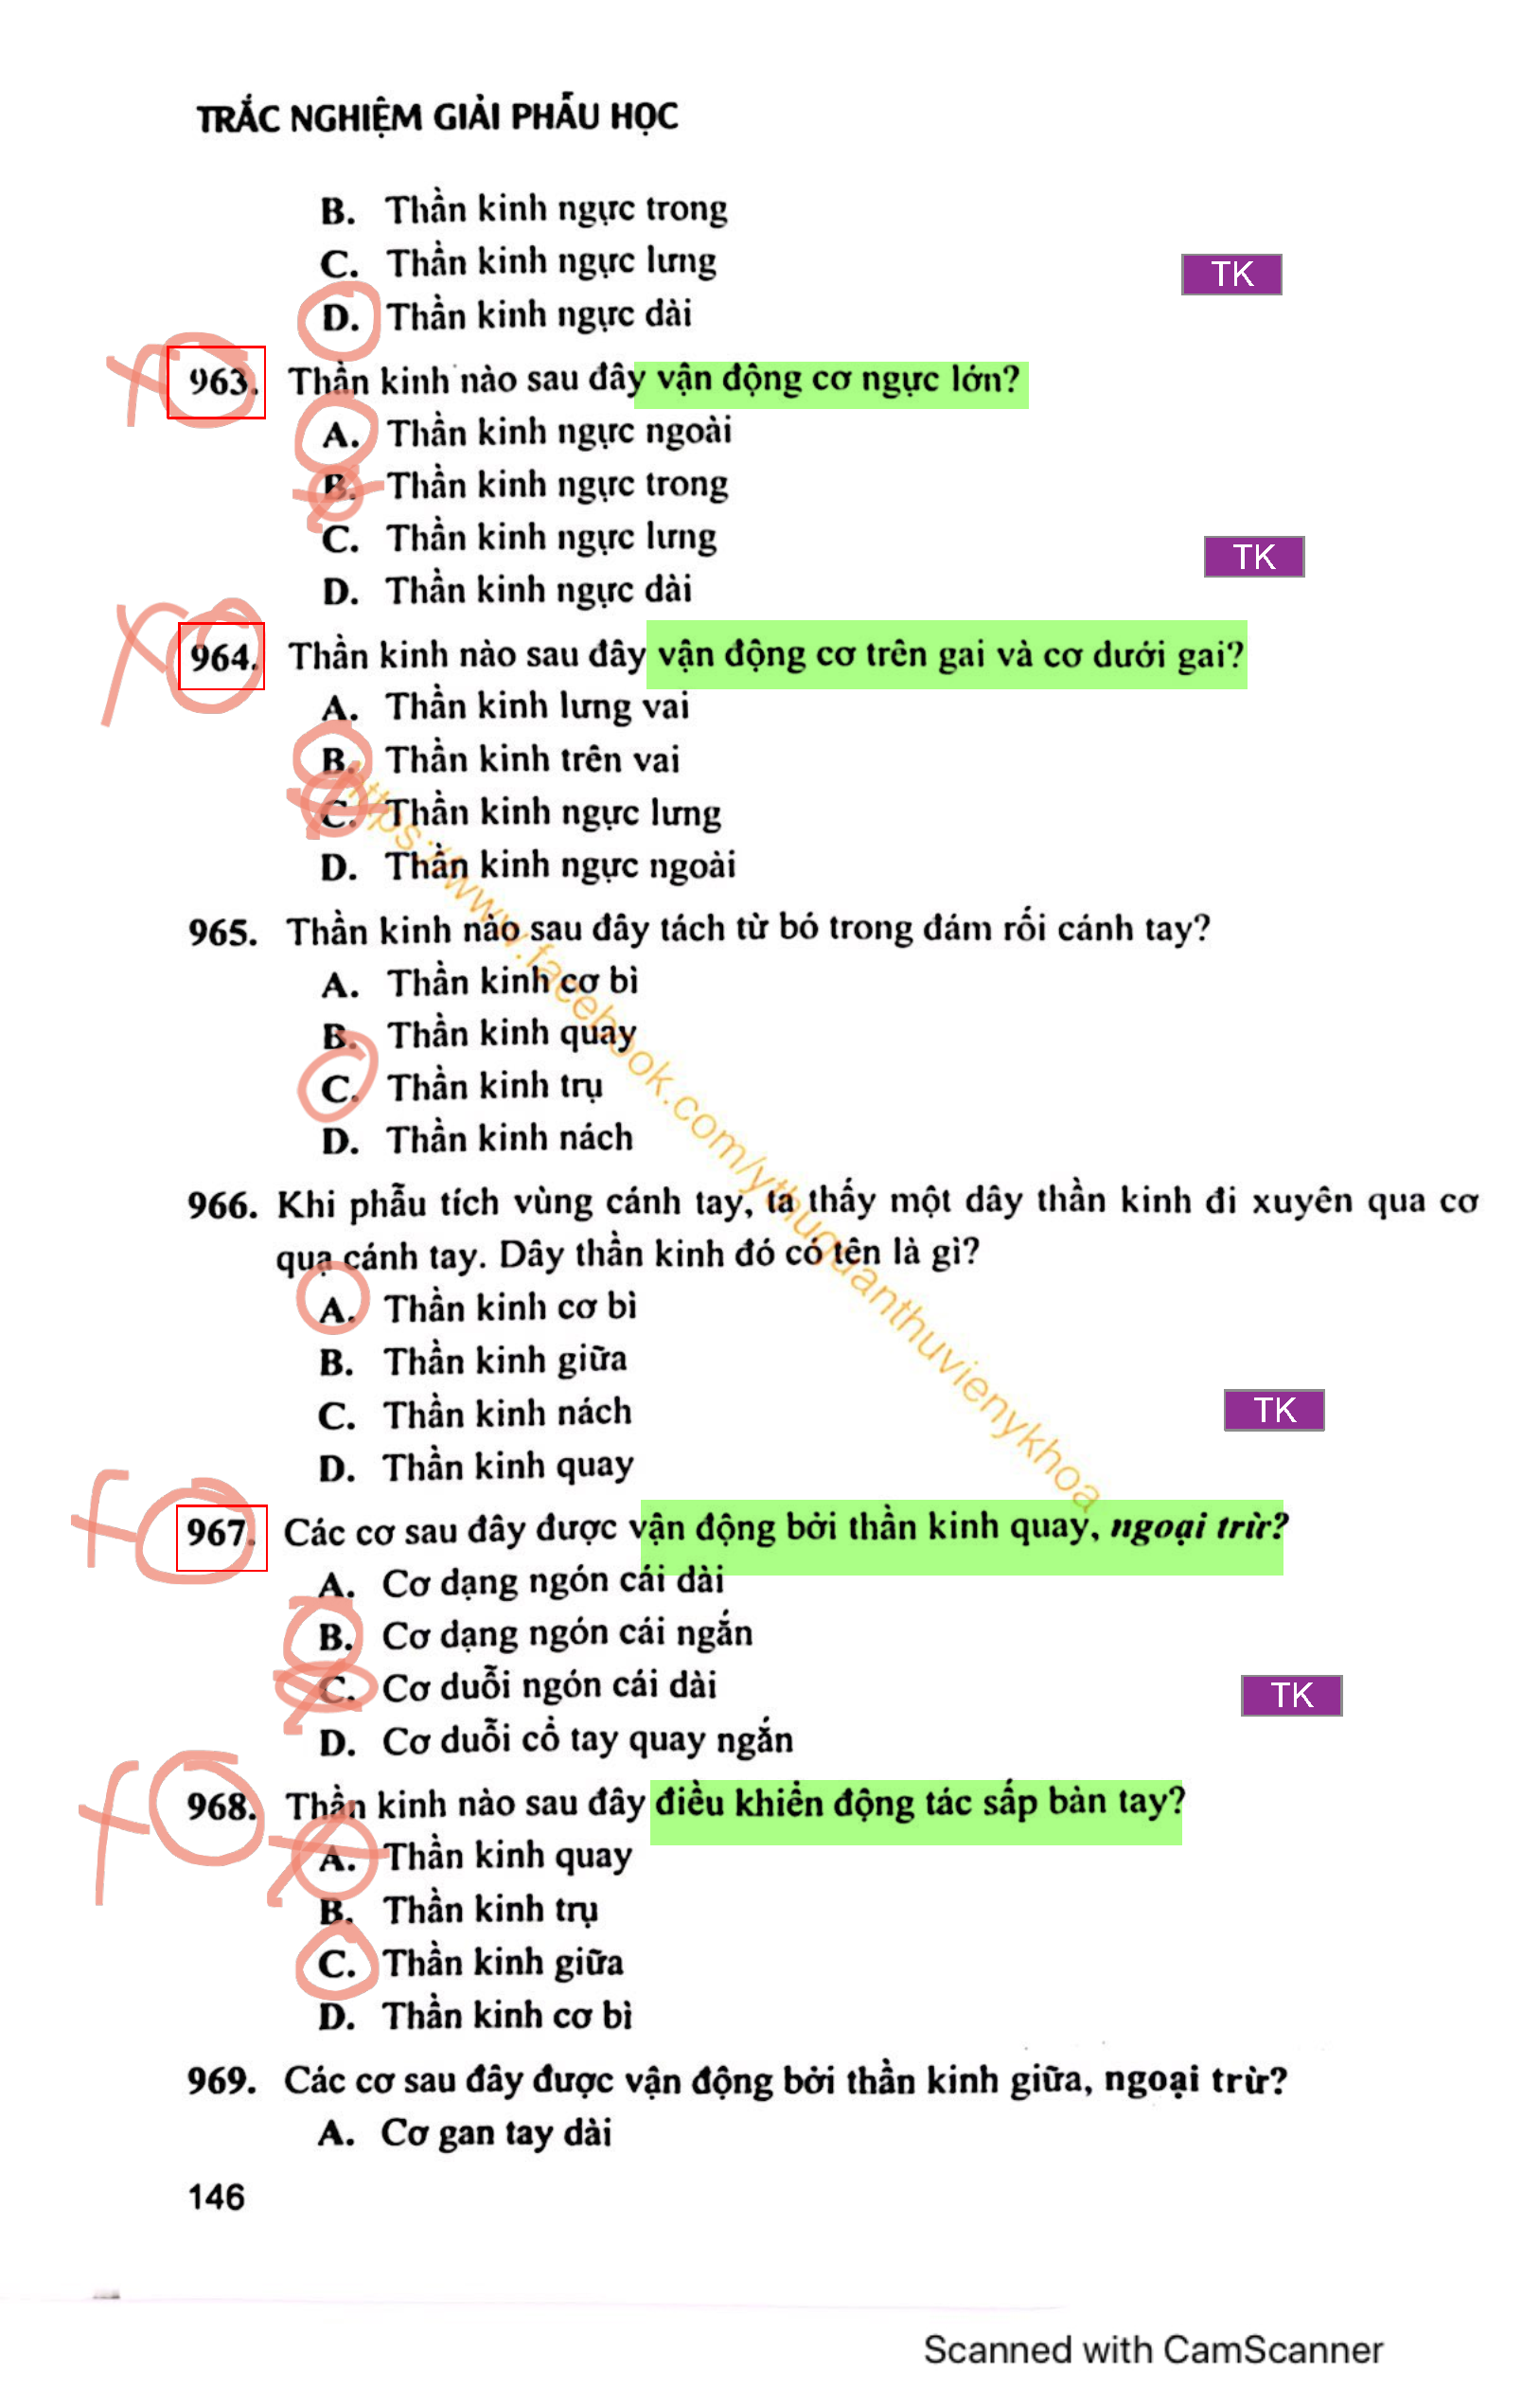 TRẮC NGHIỆM GIẢI PHẪU HỌC
B. Thần kinh ngực trong
C. Thần kinh ngực lưng
TK
D. Thần kinh ngực dài
963. Thần kinh nào sau đây vận động cơ ngực lớn?
A. Thần kinh ngực ngoài
B. Thần kinh ngực trong
C. Thần kinh ngực lưng
TK
D. Thần kinh ngực dài
964. Thần kinh nào sau đây vận động cơ trên gai và cơ dưới gai?
A. Thần kinh lưng vai
B. Thần kinh trên vai
C. Thần kinh ngực lưng
D. Thần kinh ngực ngoài
965. Thần kinh nào sau đây tách từ bó trong đám rối cánh tay?
A. Thần kinh cơ bì
B. Thần kinh quay
C. Thần kinh trụ
D. Thần kinh nách
966. Khi phẫu tích vùng cánh tay, ta thấy một dây thần kinh đi xuyên qua cơ
quạ cánh tay. Dây thần kinh đó có tên là gì?
A. Thần kinh cơ bì
B. Thần kinh giữa
C. Thần kinh nách
TK
D. Thần kinh quay
967. Các cơ sau đây được vận động bởi thần kinh quay, ngoại trừ?
A. Cơ dạng ngón cái dài
B. Cơ dạng ngón cái ngắn
C. Cơ duỗi ngón cái dài
TK
D. Cơ duỗi cổ tay quay ngắn
968. Thần kinh nào sau đây điều khiển động tác sấp bàn tay?
A. Thần kinh quay
B. Thần kinh trụ
C. Thần kinh giữa
D. Thần kinh cơ bì
969. Các cơ sau đây được vận động bởi thần kinh giữa, ngoại trừ?
A. Cơ gan tay dài
146
https://www.facebook.com/ythuquanthuvienykhoa
Scanned with CamScanner